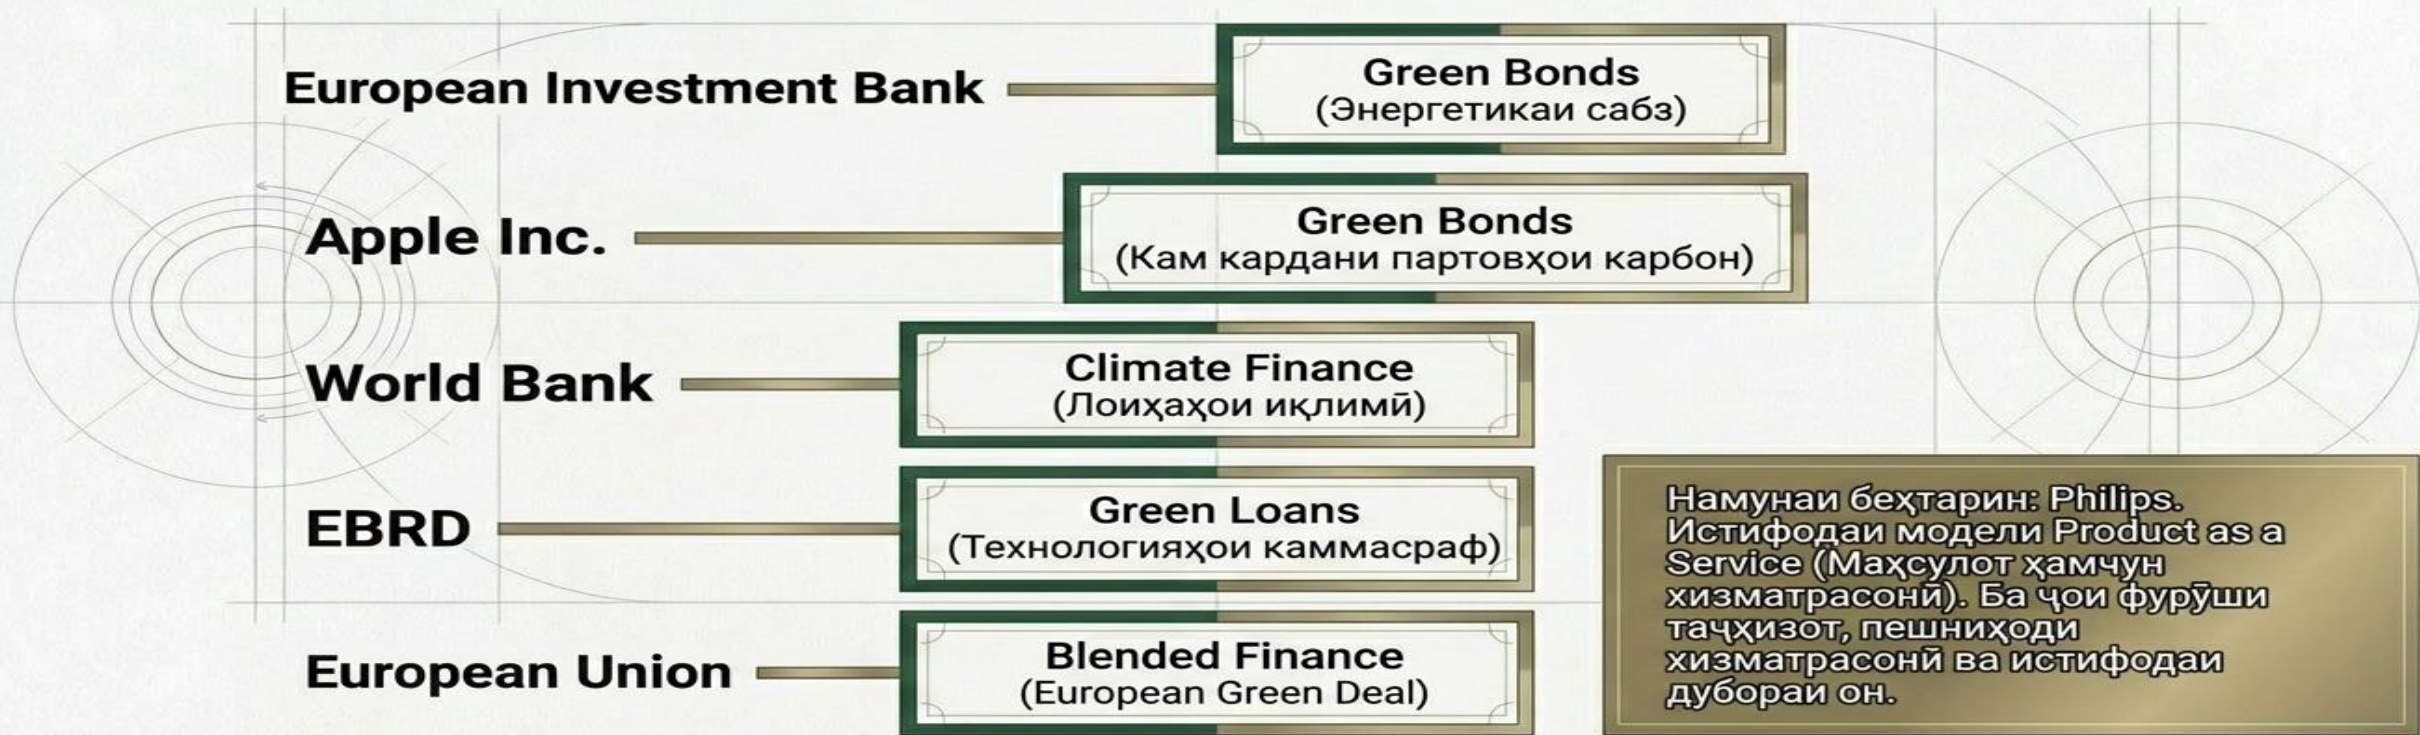 European Investment Bank
Green Bonds
(Энергетикаи сабз)
Apple Inc.
Green Bonds
(Кам кардани партовҳои карбон)
World Bank
Climate Finance
(Лоиҳаҳои иқлимӣ)
EBRD
Green Loans
(Технологияҳои каммасраф)
European Union
Blended Finance
(European Green Deal)
Намунаи беҳтарин: Philips.
Истифодаи модели Product as a
Service (Маҳсулот ҳамчун
хизматрасонӣ). Ба ҷои фурӯши
таҷҳизот, пешниҳоди
хизматрасонӣ ва истифодаи
дубораи он.